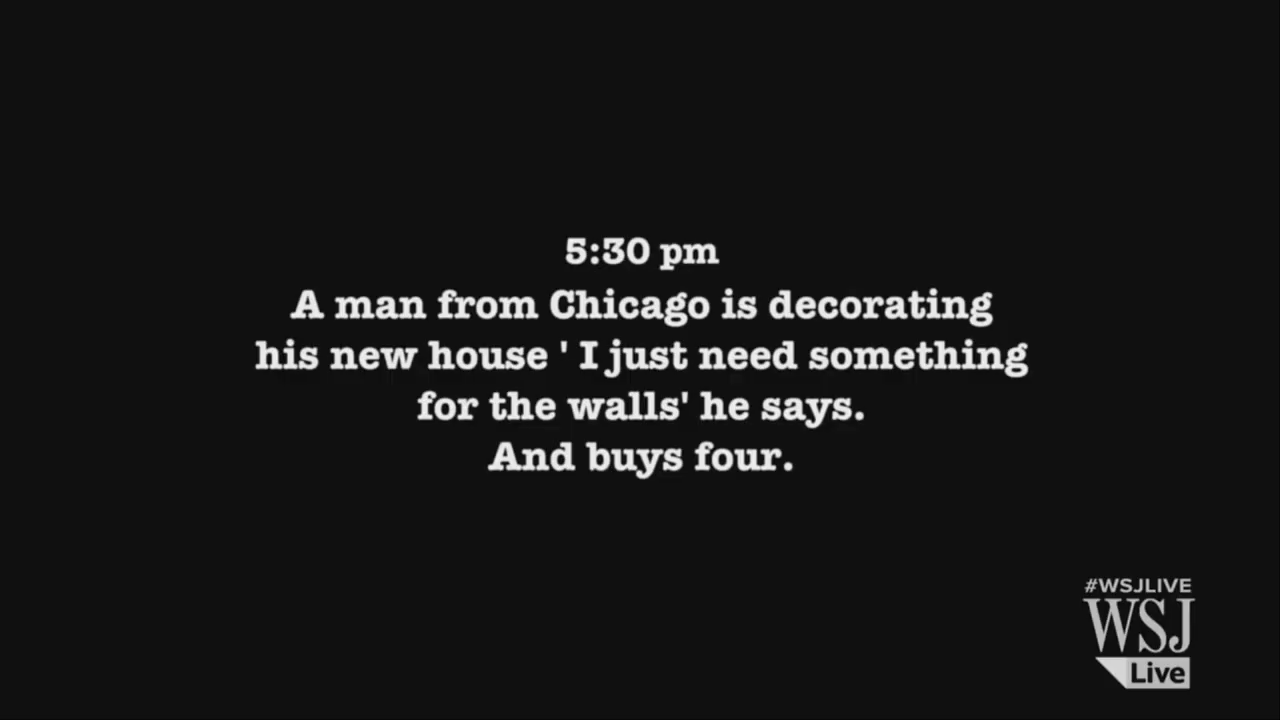 5:30 pm
A man from Chicago is decorating
his new house ' I just need something
for the walls' he says.
And buys four.
#WSJLIVE
WSJ
Live